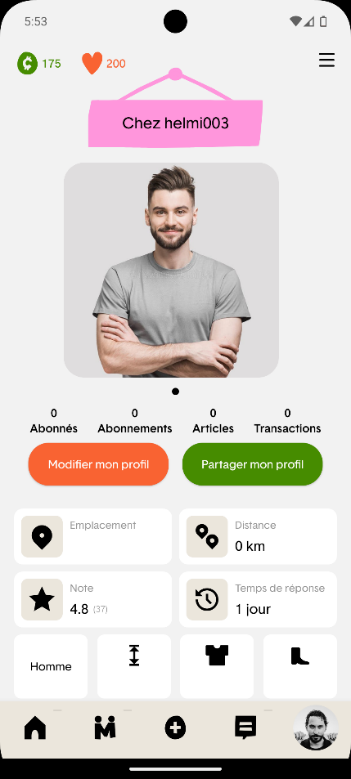 5:53
175
200
Chez helmi003
0
Abonnés
0
Abonnements
0
Articles
0
Transactions
Modifier mon profil
Partager mon profil
Emplacement
Distance
0 km
Note
4.8 (37)
Temps de réponse
1 jour
Homme